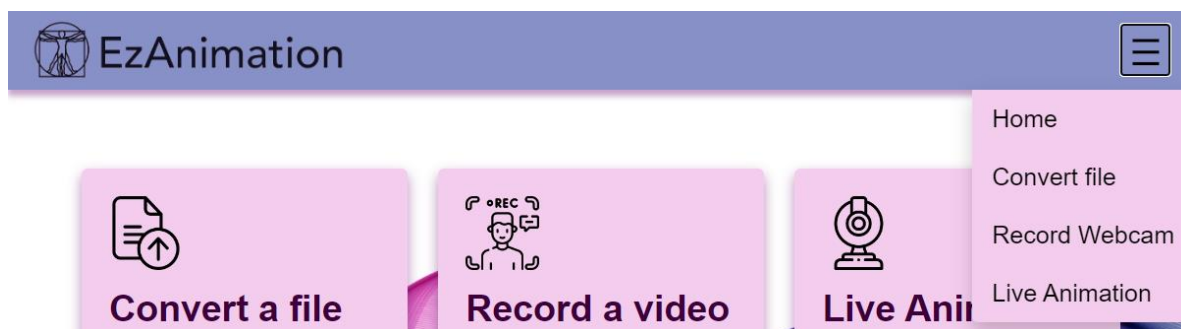 EzAnimation
Home
Convert file
Record Webcam
Live Animation
REC
Convert a file
Record a video
Live Ani